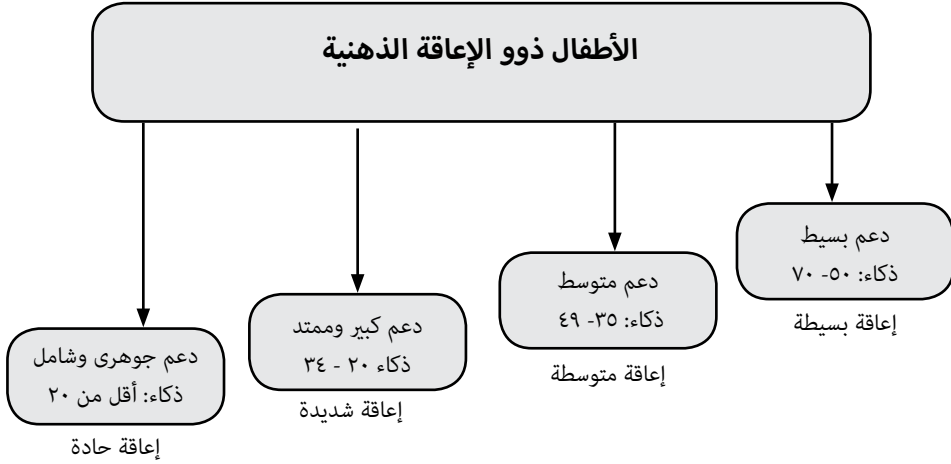 الأطفال ذوو الإعاقة الذهنية
دعم بسيط
ذكاء: ٥٠- ٧٠
إعاقة بسيطة
دعم متوسط
ذكاء: ٣٥- ٤٩
إعاقة متوسطة
دعم كبير وممتد
ذكاء ٢٠ - ٣٤
إعاقة شديدة
دعم جوهرى وشامل
ذكاء: أقل من ٢٠
إعاقة حادة